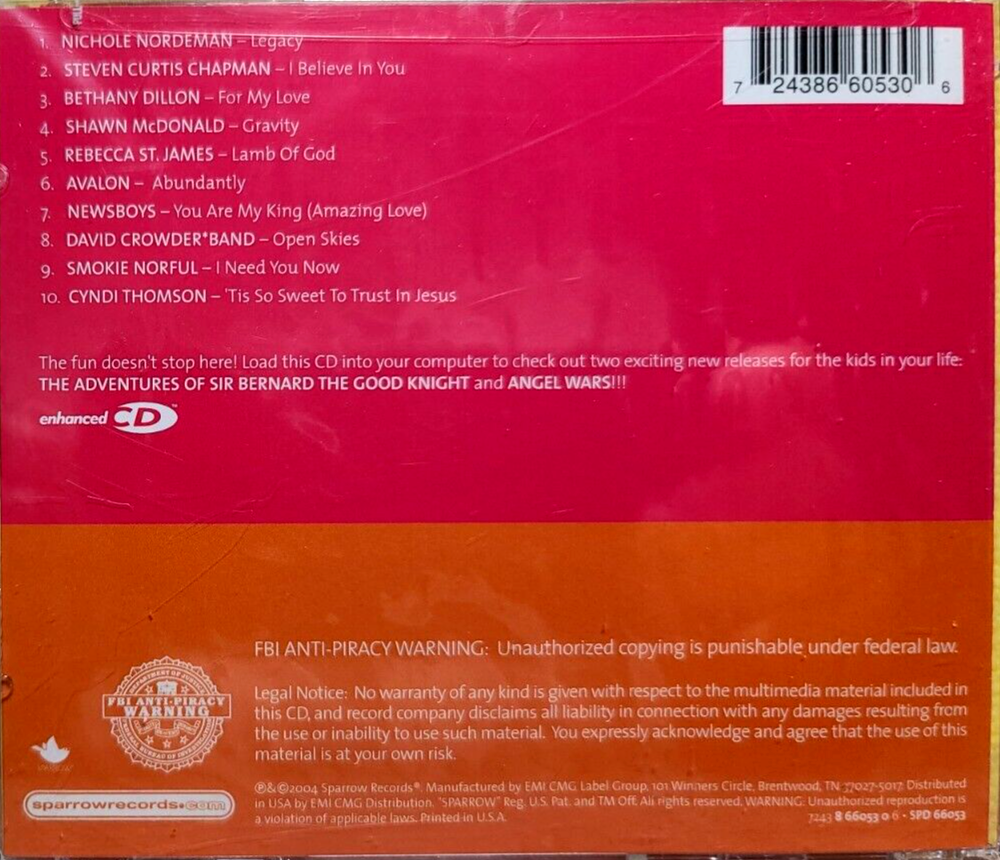 1. NICHOLE NORDEMAN – Legacy
2. STEVEN CURTIS CHAPMAN – I Believe In You
3. BETHANY DILLON – For My Love
4. SHAWN McDONALD – Gravity
5. REBECCA ST. JAMES – Lamb Of God
6. AVALON – Abundantly
7. NEWSBOYS – You Are My King (Amazing Love)
8. DAVID CROWDER*BAND – Open Skies
9. SMOKIE NORFUL – I Need You Now
10. CYNDI THOMSON – 'Tis So Sweet To Trust In Jesus
7 24386 60530 6
The fun doesn't stop here! Load this CD into your computer to check out two exciting new releases for the kids in your life:
THE ADVENTURES OF SIR BERNARD THE GOOD KNIGHT and ANGEL WARS!!!
enhanced CD™
FBI ANTI-PIRACY WARNING: Unauthorized copying is punishable under federal law.
DEPARTMENT OF JUSTICE
FBI ANTI-PIRACY
WARNING
BUREAU OF INVESTIGATION
Legal Notice: No warranty of any kind is given with respect to the multimedia material included in
this CD, and record company disclaims all liability in connection with any damages resulting from
the use or inability to use such material. You expressly acknowledge and agree that the use of this
material is at your own risk.
sparrowrecords.com
℗&©2004 Sparrow Records®. Manufactured by EMI CMG Label Group, 101 Winners Circle, Brentwood, TN 37027-5017. Distributed
in USA by EMI CMG Distribution. "SPARROW" Reg. U.S. Pat. and TM Off. All rights reserved. WARNING: Unauthorized reproduction is
a violation of applicable laws. Printed in U.S.A.
7243 8 66053 0 6 • SPD 66053